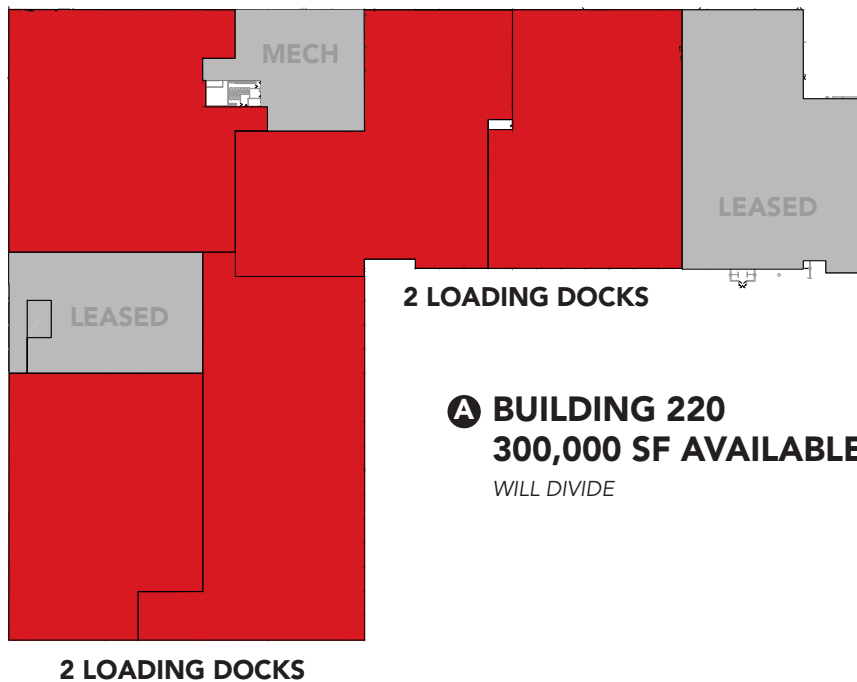 MECH
LEASED
LEASED
2 LOADING DOCKS
A BUILDING 220
300,000 SF AVAILABLE
WILL DIVIDE
2 LOADING DOCKS